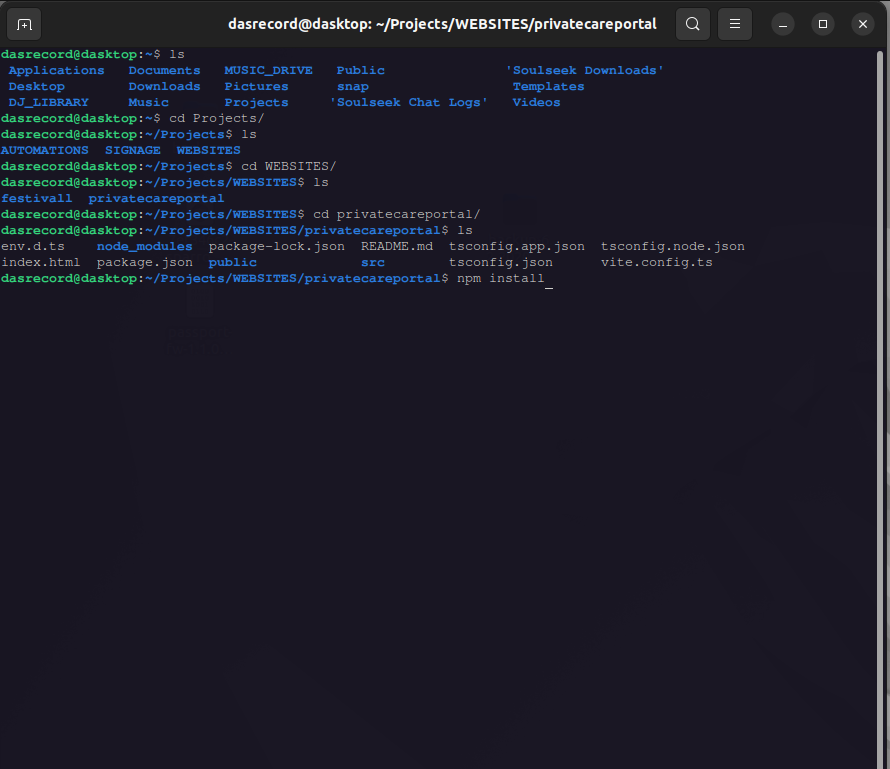 dasrecord@dasktop: ~/Projects/WEBSITES/privatecareportal
dasrecord@dasktop:~$ ls
Applications Documents MUSIC_DRIVE Public 'Soulseek Downloads'
Desktop Downloads Pictures snap Templates
DJ_LIBRARY Music Projects 'Soulseek Chat Logs' Videos
dasrecord@dasktop:~$ cd Projects/
dasrecord@dasktop:~/Projects$ ls
AUTOMATIONS SIGNAGE WEBSITES
dasrecord@dasktop:~/Projects$ cd WEBSITES/
dasrecord@dasktop:~/Projects/WEBSITES$ ls
festivall privatecareportal
dasrecord@dasktop:~/Projects/WEBSITES$ cd privatecareportal/
dasrecord@dasktop:~/Projects/WEBSITES/privatecareportal$ ls
env.d.ts node_modules package-lock.json README.md tsconfig.app.json tsconfig.node.json
index.html package.json public src tsconfig.json vite.config.ts
dasrecord@dasktop:~/Projects/WEBSITES/privatecareportal$ npm install_